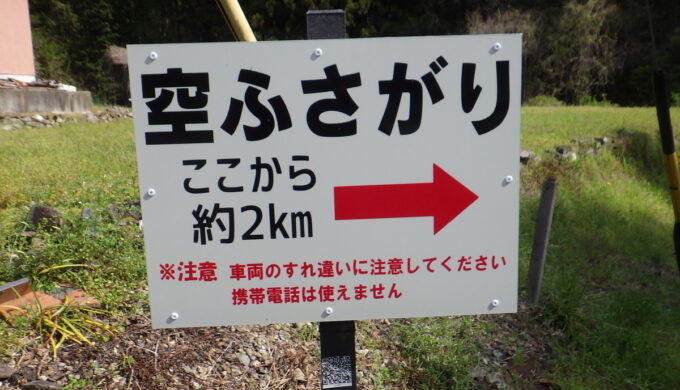 空ふさがり
ここから
約2km
※注意 車両のすれ違いに注意してください
携帯電話は使えません